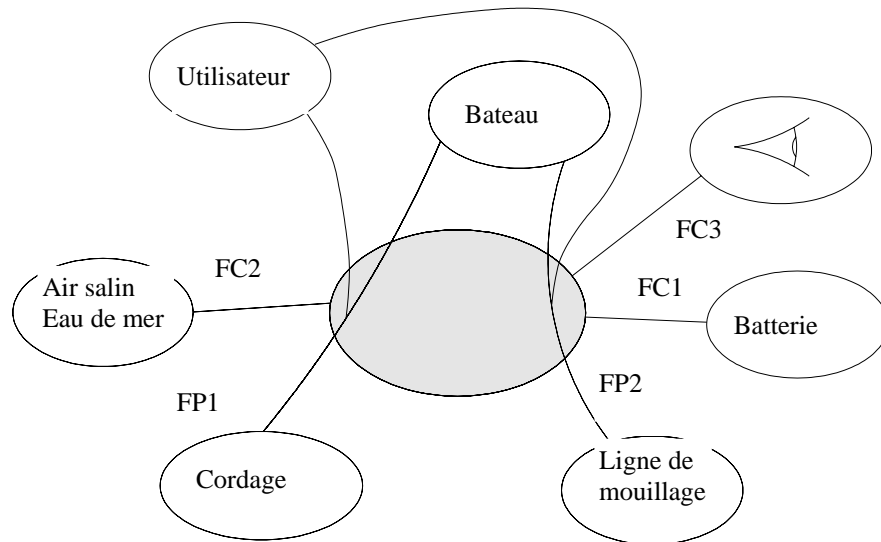 Utilisateur
Bateau
FC3
FC2
Air salin
Eau de mer
FC1
Batterie
FP1
FP2
Cordage
Ligne de
mouillage